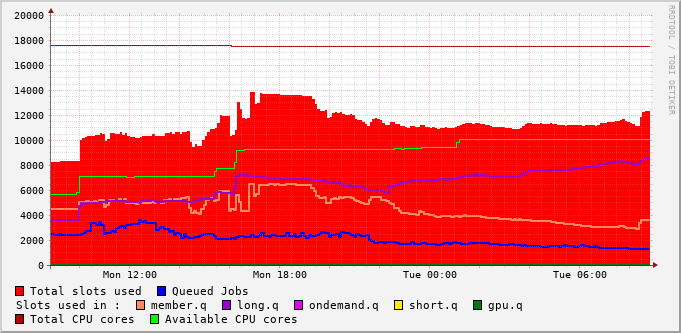 20000
18000
16000
14000
12000
10000
8000
6000
4000
2000
0
Mon 12:00 Mon 18:00 Tue 00:00 Tue 06:00
RRDTOOL / TOBI OETIKER
Total slots used Queued Jobs
Slots used in : member.q long.q ondemand.q short.q gpu.q
Total CPU cores Available CPU cores